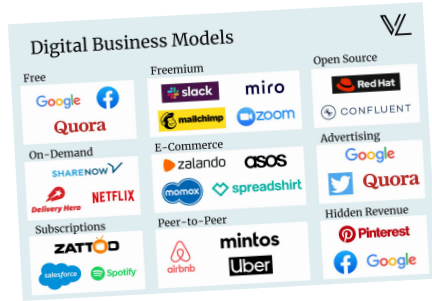 VL
Digital Business Models
Free
Google
Quora
Freemium
slack
miro
mailchimp
zoom
Open Source
Red Hat
CONFLUENT
On-Demand
SHARENOW
Delivery Hero
NETFLIX
E-Commerce
zalando
asos
momox
spreadshirt
Advertising
Google
Quora
Subscriptions
ZATTOO
salesforce
Spotify
Peer-to-Peer
airbnb
mintos
Uber
Hidden Revenue
Pinterest
Google